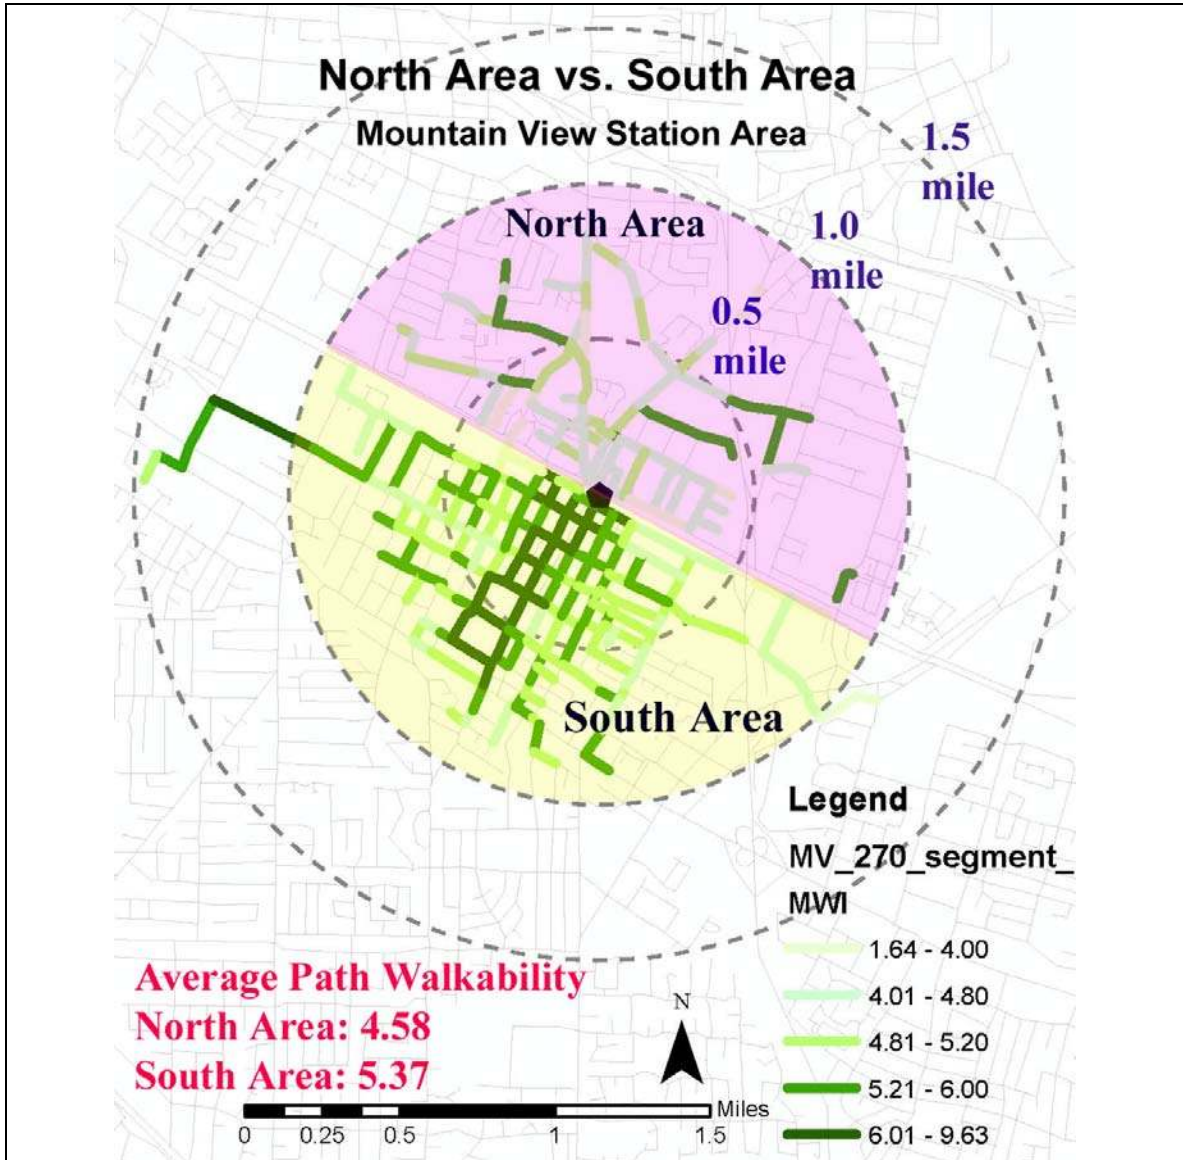 North Area vs. South Area
Mountain View Station Area
1.5
mile
North Area
1.0
mile
0.5
mile
South Area
Legend
MV_270_segment_
MWI
1.64 - 4.00
4.01 - 4.80
4.81 - 5.20
5.21 - 6.00
6.01 - 9.63
Average Path Walkability
North Area: 4.58
South Area: 5.37
N
Miles
0 0.25 0.5 1 1.5